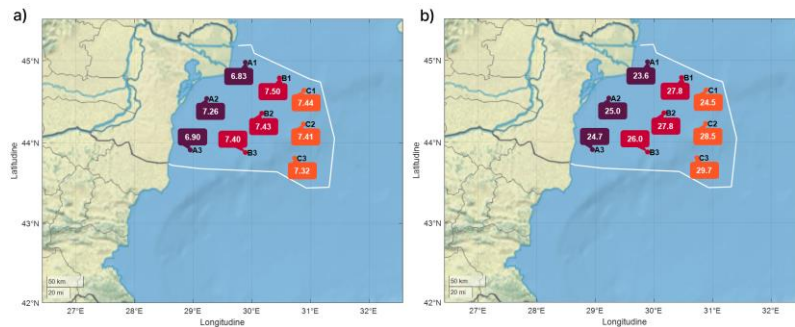 a)
45°N
44°N
43°N
42°N
Latitudine
27°E
28°E
29°E
30°E
31°E
32°E
Longitudine
50 km
20 mi
A1
6.83
B1
7.50
C1
7.44
A2
7.26
B2
7.43
C2
7.41
A3
6.90
B3
7.40
C3
7.32
b)
45°N
44°N
43°N
42°N
Latitudine
27°E
28°E
29°E
30°E
31°E
32°E
Longitudine
50 km
20 mi
A1
23.6
B1
27.8
C1
24.5
A2
25.0
B2
27.8
C2
28.5
A3
24.7
B3
26.0
C3
29.7